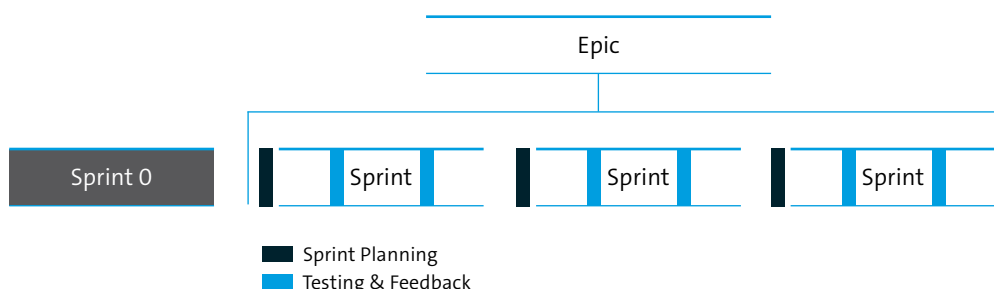 Epic
Sprint 0
Sprint
Sprint
Sprint
Sprint Planning
Testing & Feedback